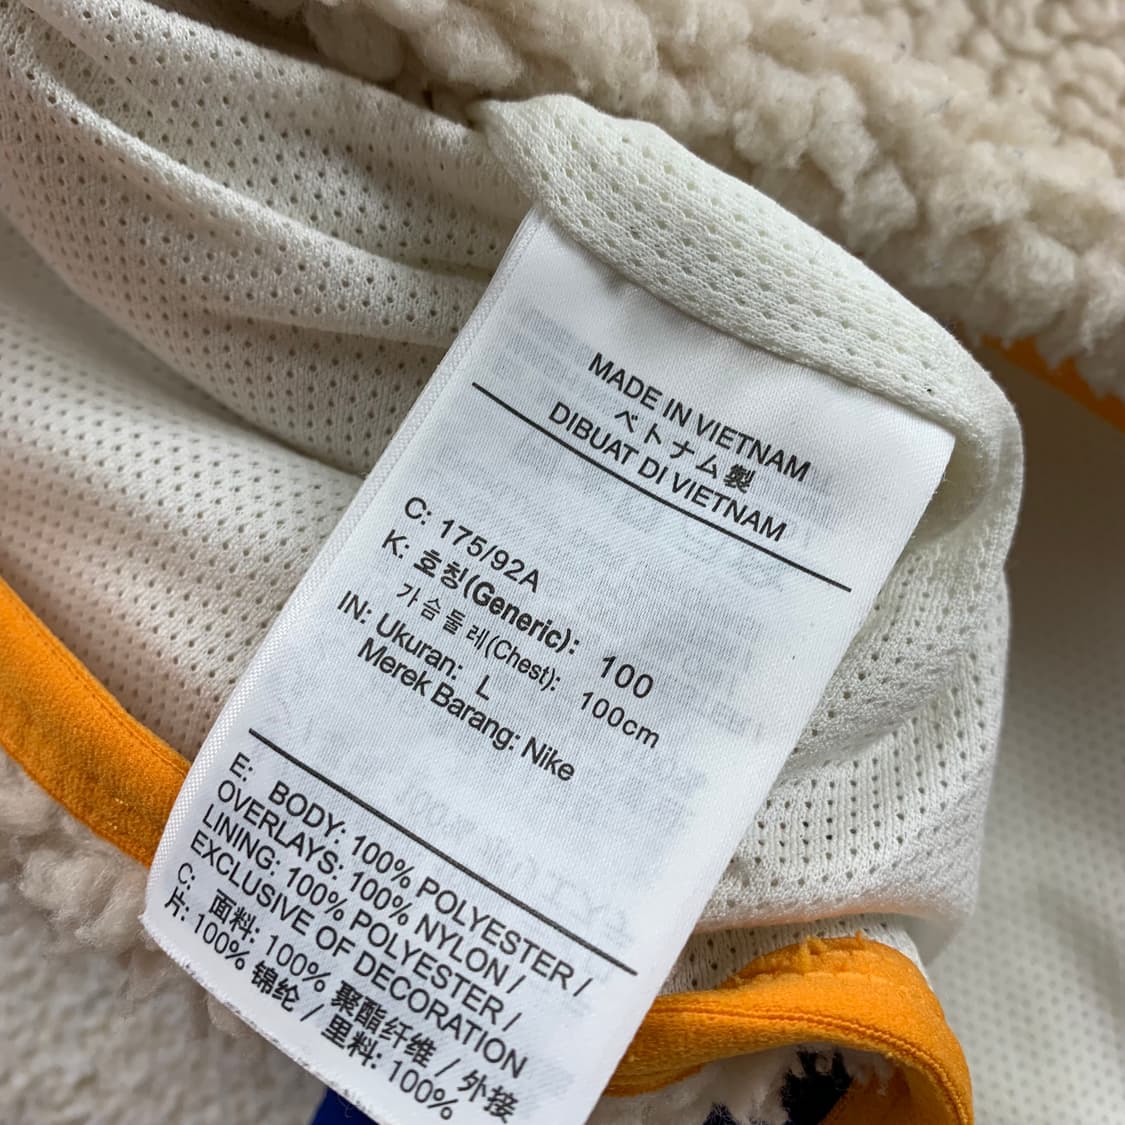 MADE IN VIETNAM
ベトナム製
DIBUAT DI VIETNAM
C: 175/92A
K: 호칭(Generic): 100
가슴둘레(Chest): 100cm
IN: Ukuran: L
Merek Barang: Nike
E: BODY: 100% POLYESTER /
OVERLAYS: 100% NYLON /
LINING: 100% POLYESTER /
EXCLUSIVE OF DECORATION
C: 面料: 100% 聚酯纤维 / 外接
片: 100% 锦纶 / 里料: 100%